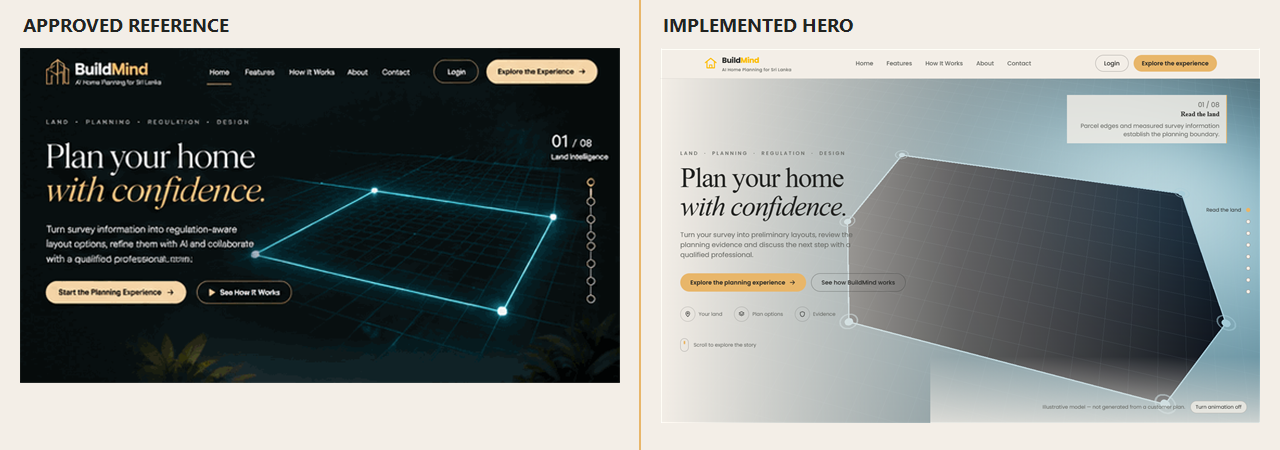 APPROVED REFERENCE
BuildMind
AI Home Planning for Sri Lanka
Home Features How It Works About Contact
Login
Explore the Experience →
LAND · PLANNING · REGULATION · DESIGN
Plan your home
with confidence.
Turn survey information into regulation-aware
layout options, refine them with AI and collaborate
with a qualified professional.
Start the Planning Experience →
See How It Works
01 / 08
Land Intelligence
IMPLEMENTED HERO
BuildMind
AI Home Planning for Sri Lanka
Home Features How It Works About Contact
Login
Explore the experience →
01 / 08
Read the land
Parcel edges and measured survey information
establish the planning boundary.
LAND · PLANNING · REGULATION · DESIGN
Plan your home
with confidence.
Turn your survey into preliminary layouts, review the
planning evidence and discuss the next step with a
qualified professional.
Explore the planning experience →
See how BuildMind works
Your land Plan options Evidence
Scroll to explore the story
Read the land
Illustrative model — not generated from a customer plan.
Turn animation off